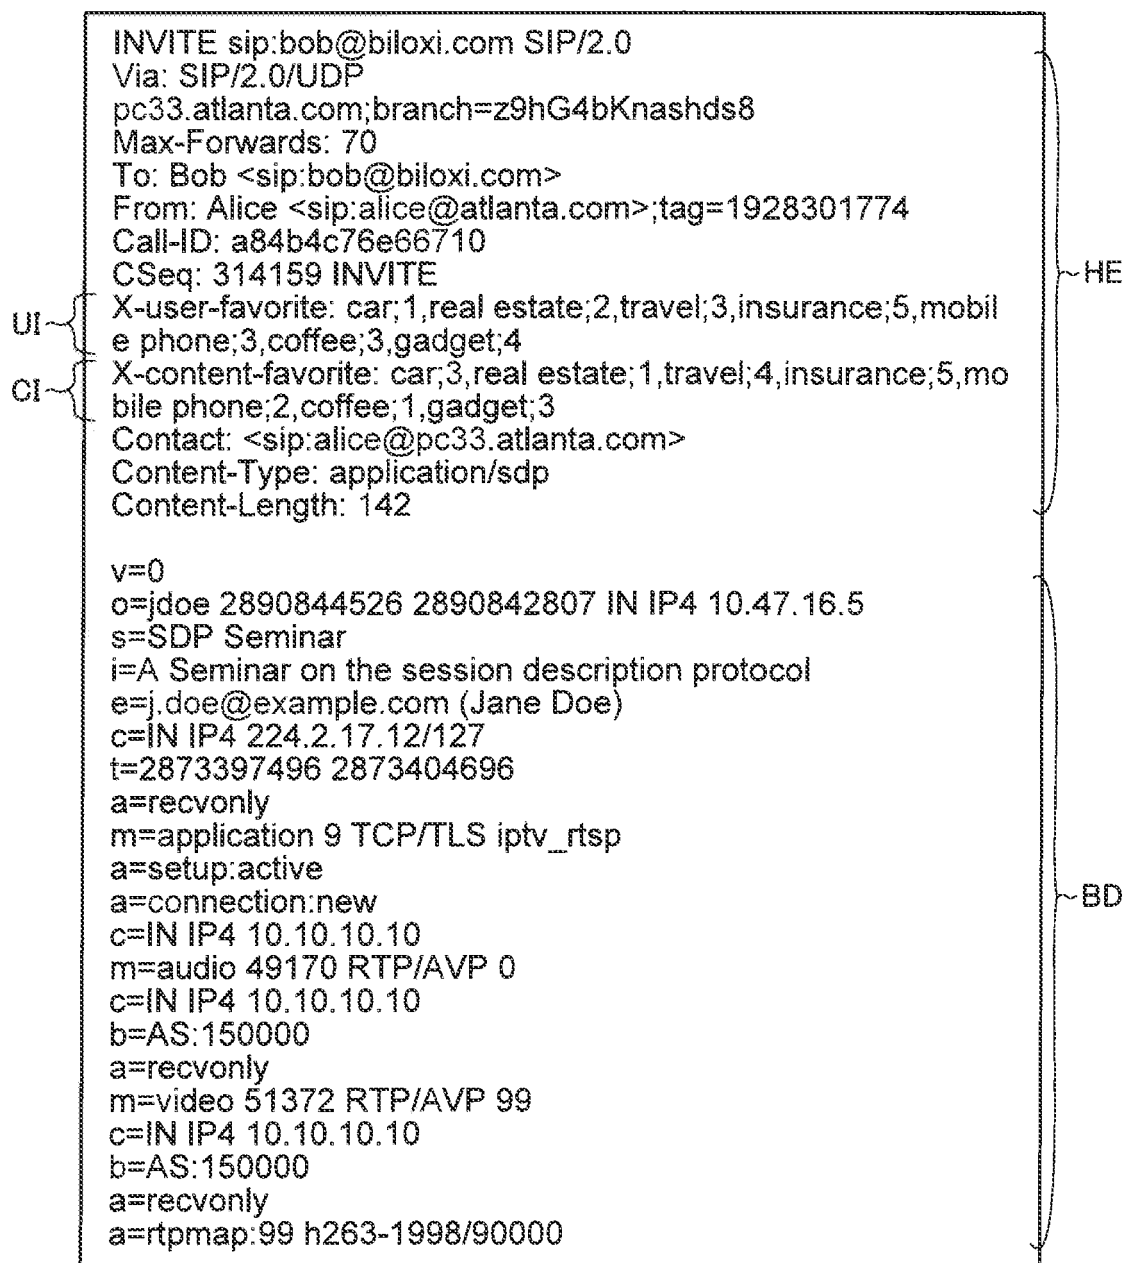 INVITE sip:bob@biloxi.com SIP/2.0
Via: SIP/2.0/UDP
pc33.atlanta.com;branch=z9hG4bKnashds8
Max-Forwards: 70
To: Bob <sip:bob@biloxi.com>
From: Alice <sip:alice@atlanta.com>;tag=1928301774
Call-ID: a84b4c76e66710
CSeq: 314159 INVITE
HE
X-user-favorite: car;1,real estate;2,travel;3,insurance;5,mobil
UI
e phone;3,coffee;3,gadget;4
X-content-favorite: car;3,real estate;1,travel;4,insurance;5,mo
CI
bile phone;2,coffee;1,gadget;3
Contact: <sip:alice@pc33.atlanta.com>
Content-Type: application/sdp
Content-Length: 142
v=0
o=jdoe 2890844526 2890842807 IN IP4 10.47.16.5
s=SDP Seminar
i=A Seminar on the session description protocol
e=j.doe@example.com (Jane Doe)
c=IN IP4 224.2.17.12/127
t=2873397496 2873404696
a=recvonly
m=application 9 TCP/TLS iptv_rtsp
a=setup:active
a=connection:new
BD
c=IN IP4 10.10.10.10
m=audio 49170 RTP/AVP 0
c=IN IP4 10.10.10.10
b=AS:150000
a=recvonly
m=video 51372 RTP/AVP 99
c=IN IP4 10.10.10.10
b=AS:150000
a=recvonly
a=rtpmap:99 h263-1998/90000